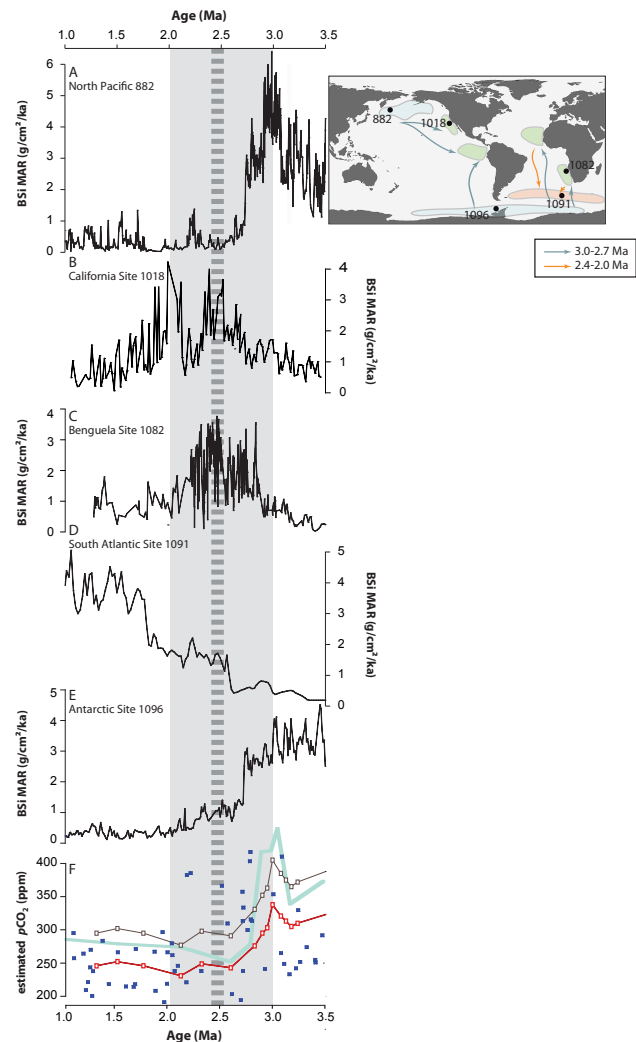 Age (Ma)
1.0 1.5 2.0 2.5 3.0 3.5
A
North Pacific 882
6
5
4
3
2
1
0
BSi MAR (g/cm²/ka)
882
1018
1082
1091
1096
3.0-2.7 Ma
2.4-2.0 Ma
B
California Site 1018
4
3
2
1
0
BSi MAR (g/cm²/ka)
C
Benguela Site 1082
4
3
2
1
0
BSi MAR (g/cm²/ka)
D
South Atlantic Site 1091
5
4
3
2
1
0
BSi MAR (g/cm²/ka)
E
Antarctic Site 1096
5
4
3
2
1
0
BSi MAR (g/cm²/ka)
F
400
350
300
250
200
estimated pCO₂ (ppm)
1.0 1.5 2.0 2.5 3.0 3.5
Age (Ma)